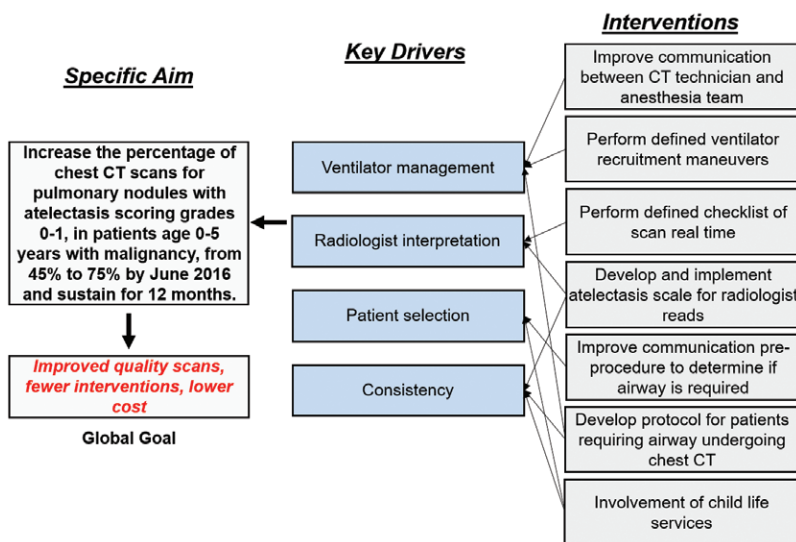 Specific Aim
Increase the percentage of
chest CT scans for
pulmonary nodules with
atelectasis scoring grades
0-1, in patients age 0-5
years with malignancy, from
45% to 75% by June 2016
and sustain for 12 months.
Improved quality scans,
fewer interventions, lower
cost
Global Goal
Key Drivers
Ventilator management
Radiologist interpretation
Patient selection
Consistency
Interventions
Improve communication
between CT technician and
anesthesia team
Perform defined ventilator
recruitment maneuvers
Perform defined checklist of
scan real time
Develop and implement
atelectasis scale for radiologist
reads
Improve communication pre-
procedure to determine if
airway is required
Develop protocol for patients
requiring airway undergoing
chest CT
Involvement of child life
services